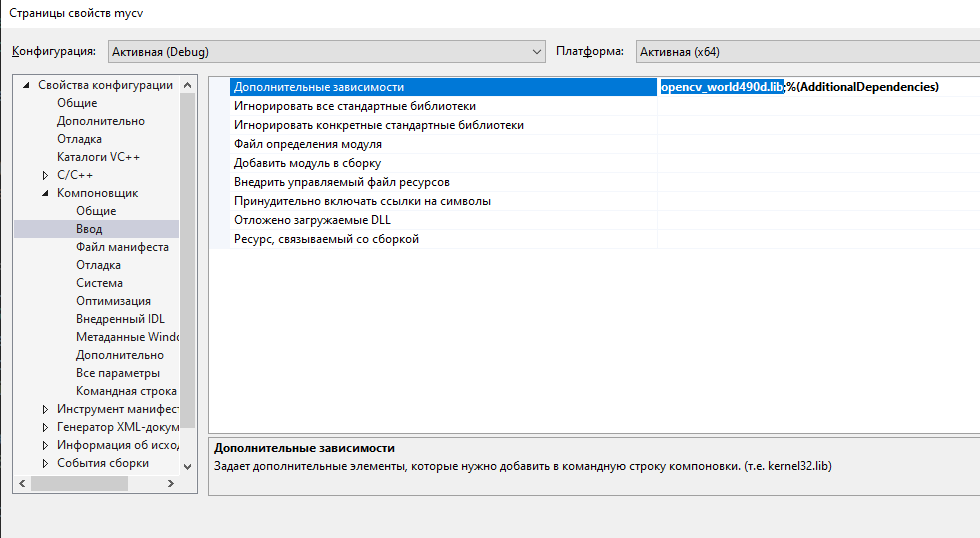 Страницы свойств mycv
Конфигурация: Активная (Debug) Платформа: Активная (x64)
Свойства конфигурации
Общие
Дополнительно
Отладка
Каталоги VC++
C/C++
Компоновщик
Общие
Ввод
Файл манифеста
Отладка
Система
Оптимизация
Внедренный IDL
Метаданные Windo
Дополнительно
Все параметры
Командная строка
Инструмент манифест
Генератор XML-докум
Информация об исход
События сборки
Дополнительные зависимости opencv_world490d.lib;%(AdditionalDependencies)
Игнорировать все стандартные библиотеки
Игнорировать конкретные стандартные библиотеки
Файл определения модуля
Добавить модуль в сборку
Внедрить управляемый файл ресурсов
Принудительно включать ссылки на символы
Отложено загружаемые DLL
Ресурс, связываемый со сборкой
Дополнительные зависимости
Задает дополнительные элементы, которые нужно добавить в командную строку компоновки. (т.е. kernel32.lib)